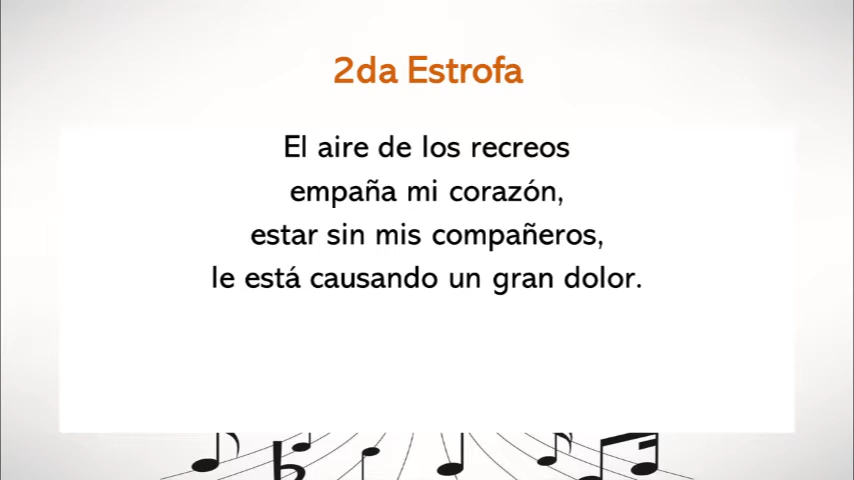 2da Estrofa
El aire de los recreos
empaña mi corazón,
estar sin mis compañeros,
le está causando un gran dolor.